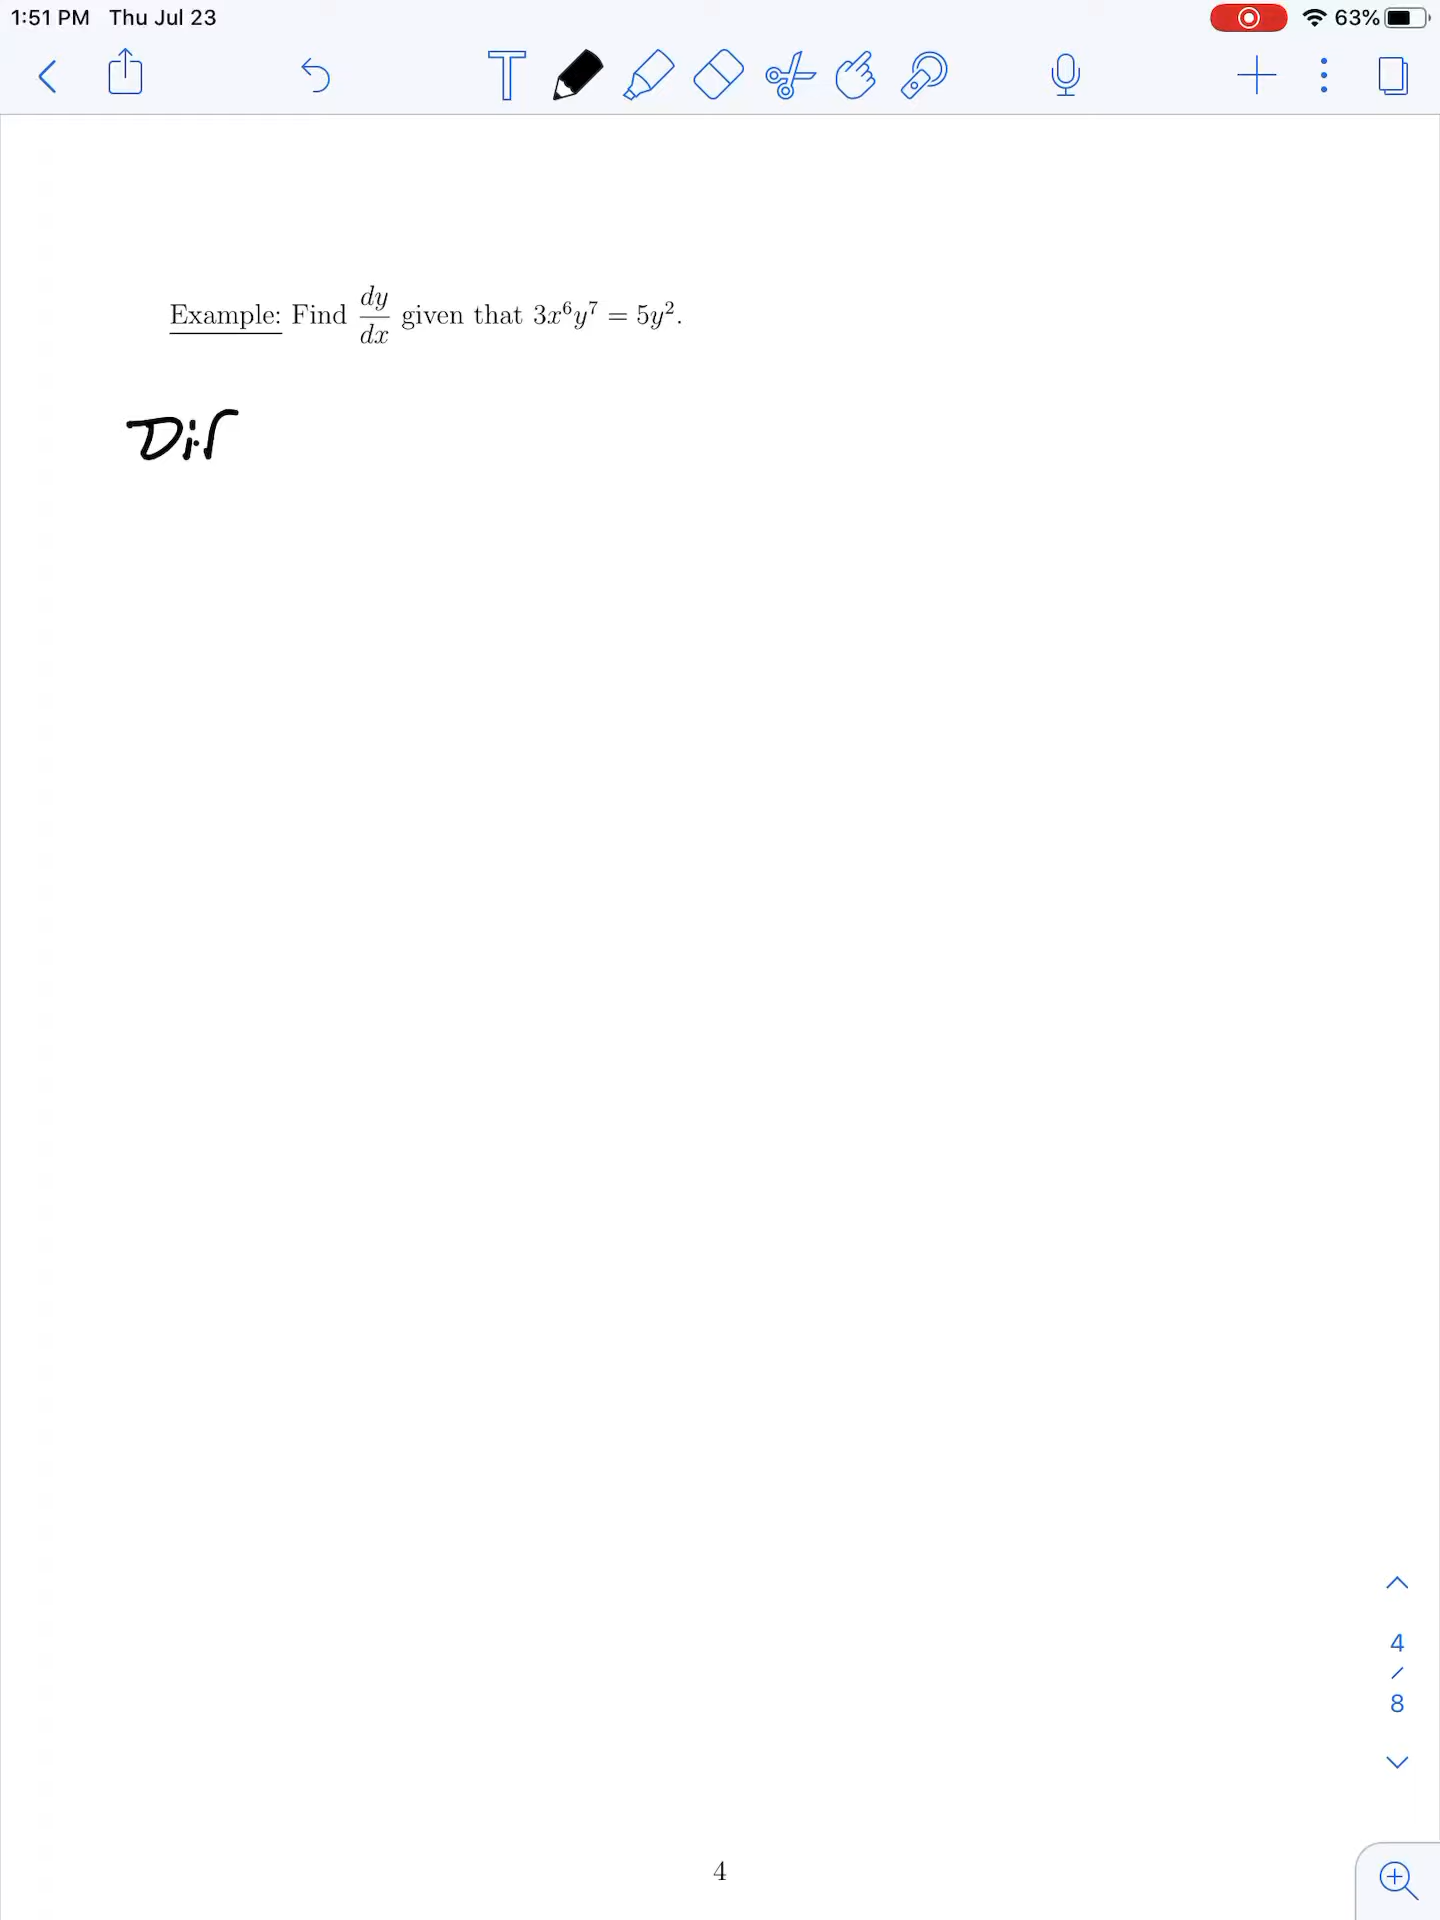 1:51 PM Thu Jul 23
63%
Example: Find dy/dx given that 3x⁶y⁷ = 5y².
Dif
4
/
8
4